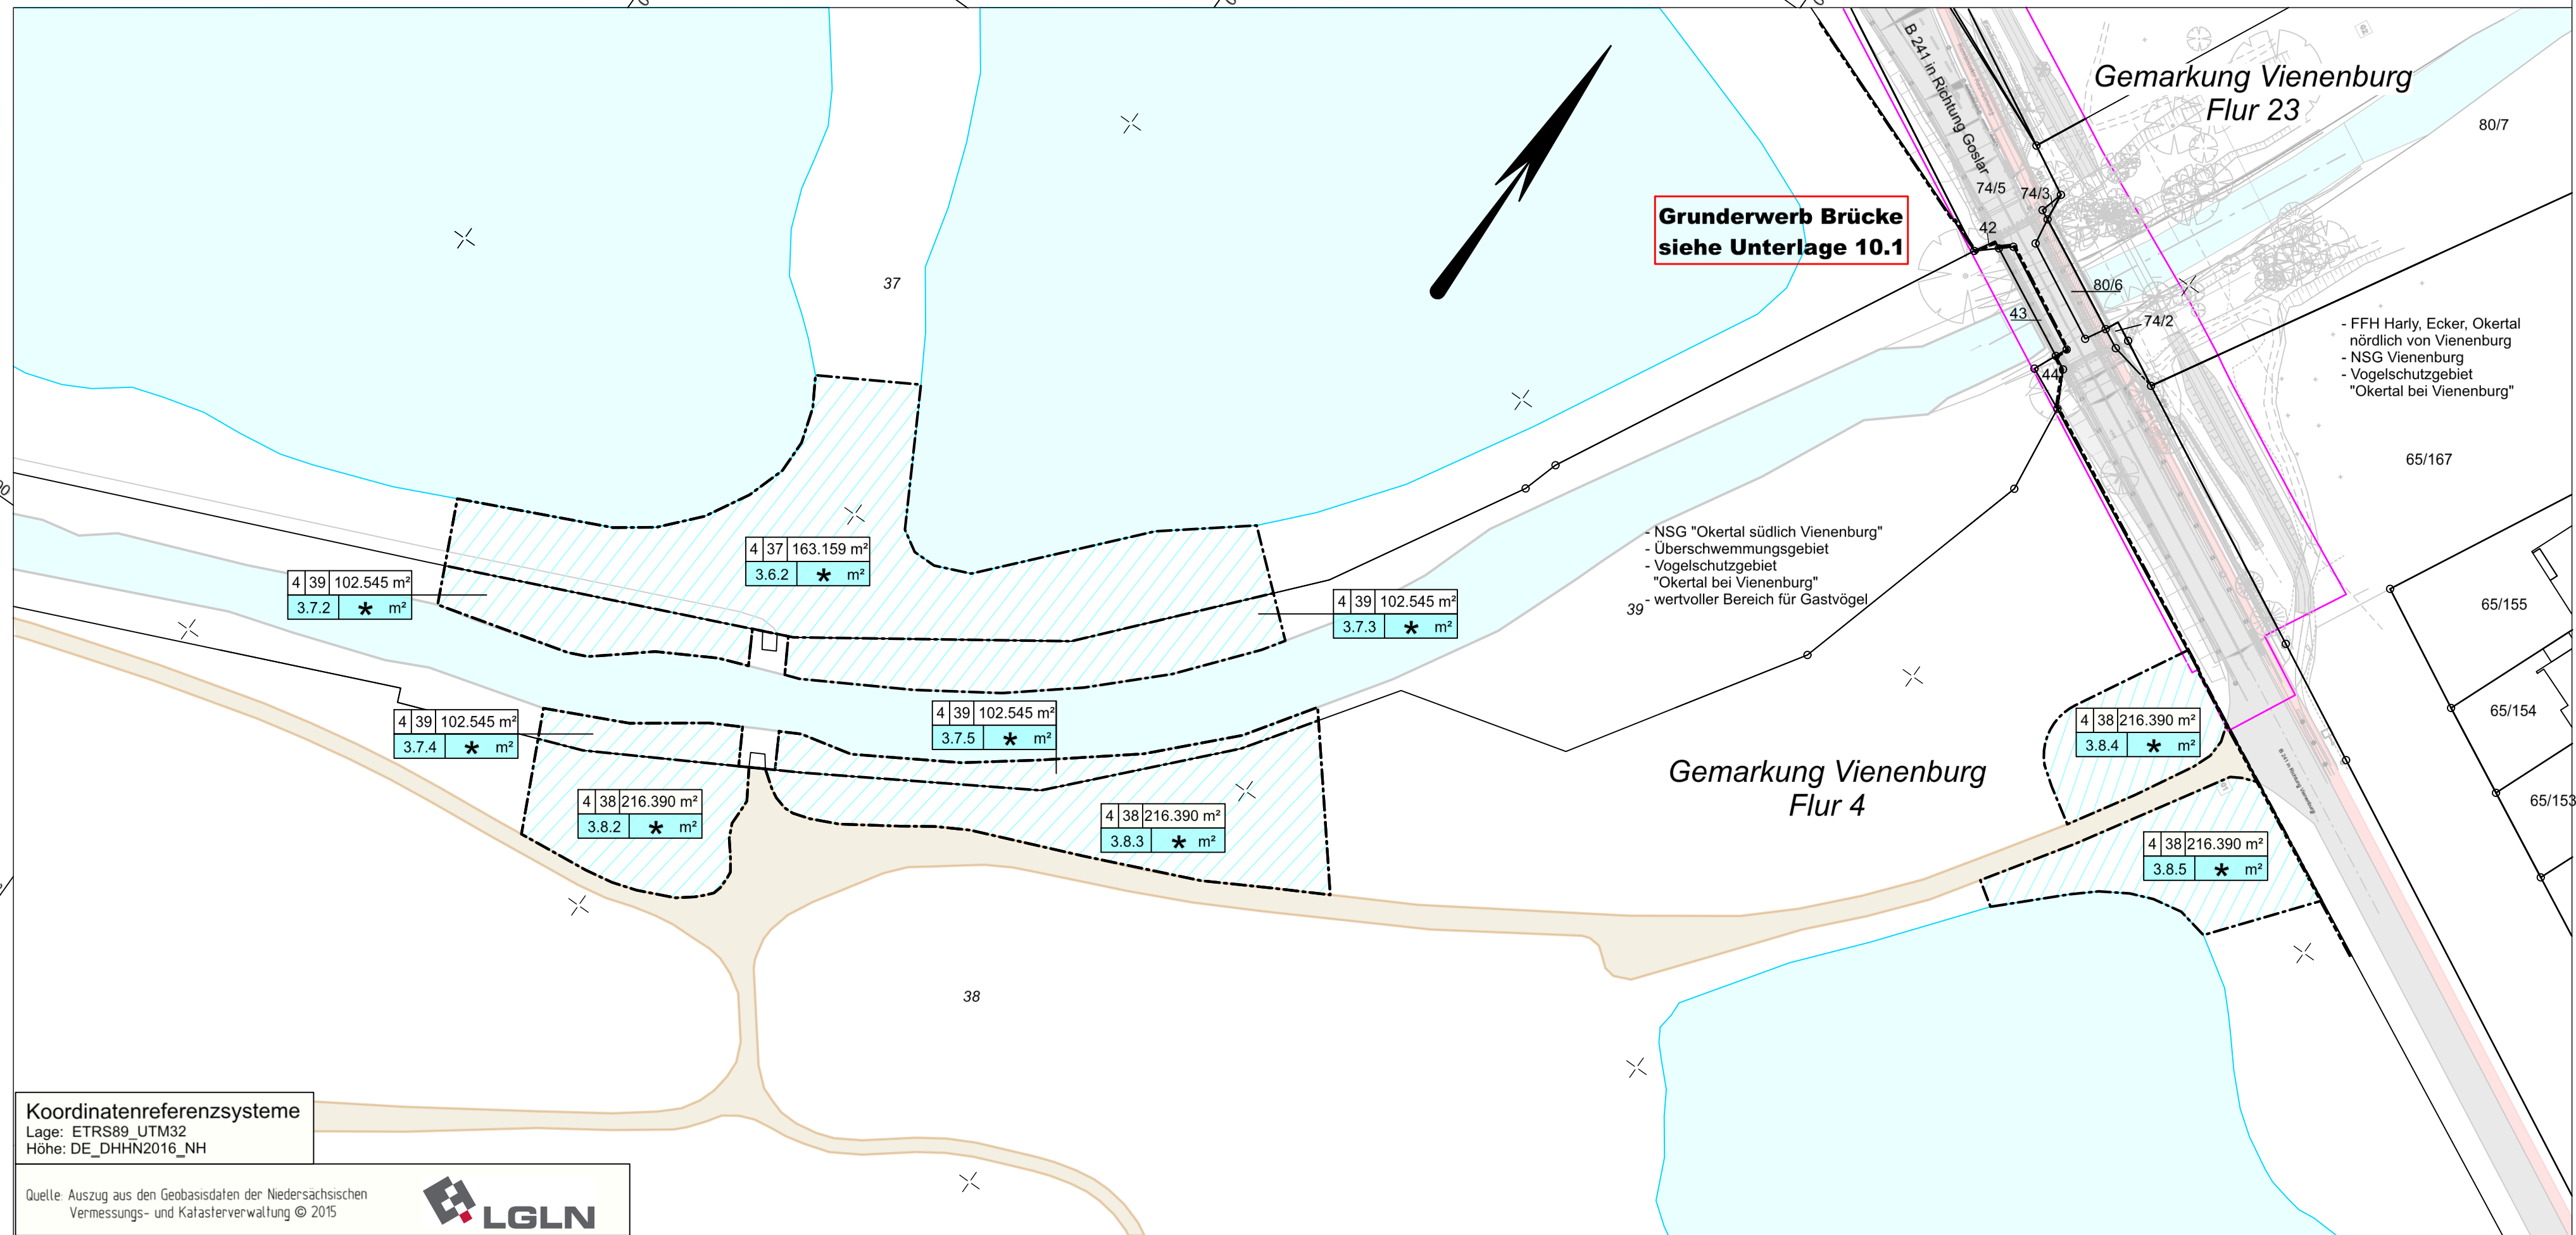 B 241 in Richtung Goslar
Gemarkung Vienenburg
Flur 23
80/7
74/5
74/3
Grunderwerb Brücke
siehe Unterlage 10.1
42
37
80/6
43
74/2
44
- FFH Harly, Ecker, Okertal
nördlich von Vienenburg
- NSG Vienenburg
- Vogelschutzgebiet
"Okertal bei Vienenburg"
65/167
4 37 163.159 m²
3.6.2 * m²
- NSG "Okertal südlich Vienenburg"
- Überschwemmungsgebiet
- Vogelschutzgebiet
"Okertal bei Vienenburg"
- wertvoller Bereich für Gastvögel
39
4 39 102.545 m²
3.7.2 * m²
4 39 102.545 m²
3.7.3 * m²
65/155
4 39 102.545 m²
3.7.4 * m²
4 39 102.545 m²
3.7.5 * m²
4 38 216.390 m²
3.8.4 * m²
65/154
Gemarkung Vienenburg
Flur 4
B 241 in Richtung Vienenburg
4 38 216.390 m²
3.8.2 * m²
4 38 216.390 m²
3.8.3 * m²
65/153
4 38 216.390 m²
3.8.5 * m²
38
Koordinatenreferenzsysteme
Lage: ETRS89_UTM32
Höhe: DE_DHHN2016_NH
Quelle: Auszug aus den Geobasisdaten der Niedersächsischen
Vermessungs- und Katasterverwaltung © 2015
LGLN